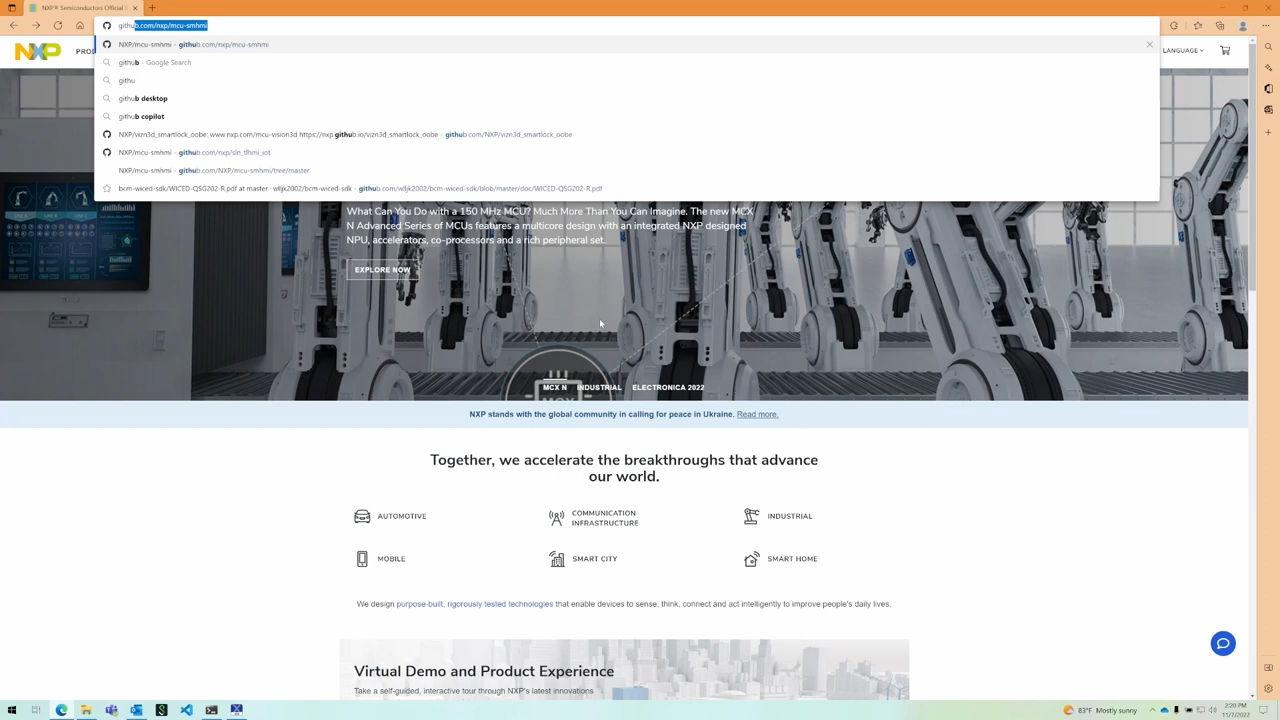 NXP® Semiconductors Official S
github.com/nxp/mcu-smhmi
NXP/mcu-smhmi - github.com/nxp/mcu-smhmi
github - Google Search
githu
github desktop
github copilot
NXP/vizn3d_smartlock_oobe: www.nxp.com/mcu-vision3d https://nxp.github.io/vizn3d_smartlock_oobe - github.com/NXP/vizn3d_smartlock_oobe
NXP/mcu-smhmi - github.com/nxp/sln_tlhmi_iot
NXP/mcu-smhmi - github.com/NXP/mcu-smhmi/tree/master
bcm-wiced-sdk/WICED-QSG202-R.pdf at master · wlljk2002/bcm-wiced-sdk - github.com/wlljk2002/bcm-wiced-sdk/blob/master/doc/WICED-QSG202-R.pdf
NXP
PROD
LANGUAGE
What Can You Do with a 150 MHz MCU? Much More Than You Can Imagine. The new MCX
N Advanced Series of MCUs features a multicore design with an integrated NXP designed
NPU, accelerators, co-processors and a rich peripheral set.
EXPLORE NOW
MCX N INDUSTRIAL ELECTRONICA 2022
MCX
NXP stands with the global community in calling for peace in Ukraine. Read more.
Together, we accelerate the breakthroughs that advance
our world.
AUTOMOTIVE
COMMUNICATION
INFRASTRUCTURE
INDUSTRIAL
MOBILE
SMART CITY
SMART HOME
We design purpose-built, rigorously tested technologies that enable devices to sense, think, connect and act intelligently to improve people's daily lives.
Virtual Demo and Product Experience
Take a self-guided, interactive tour through NXP's latest innovations
83°F Mostly sunny
2:20 PM
11/7/2022